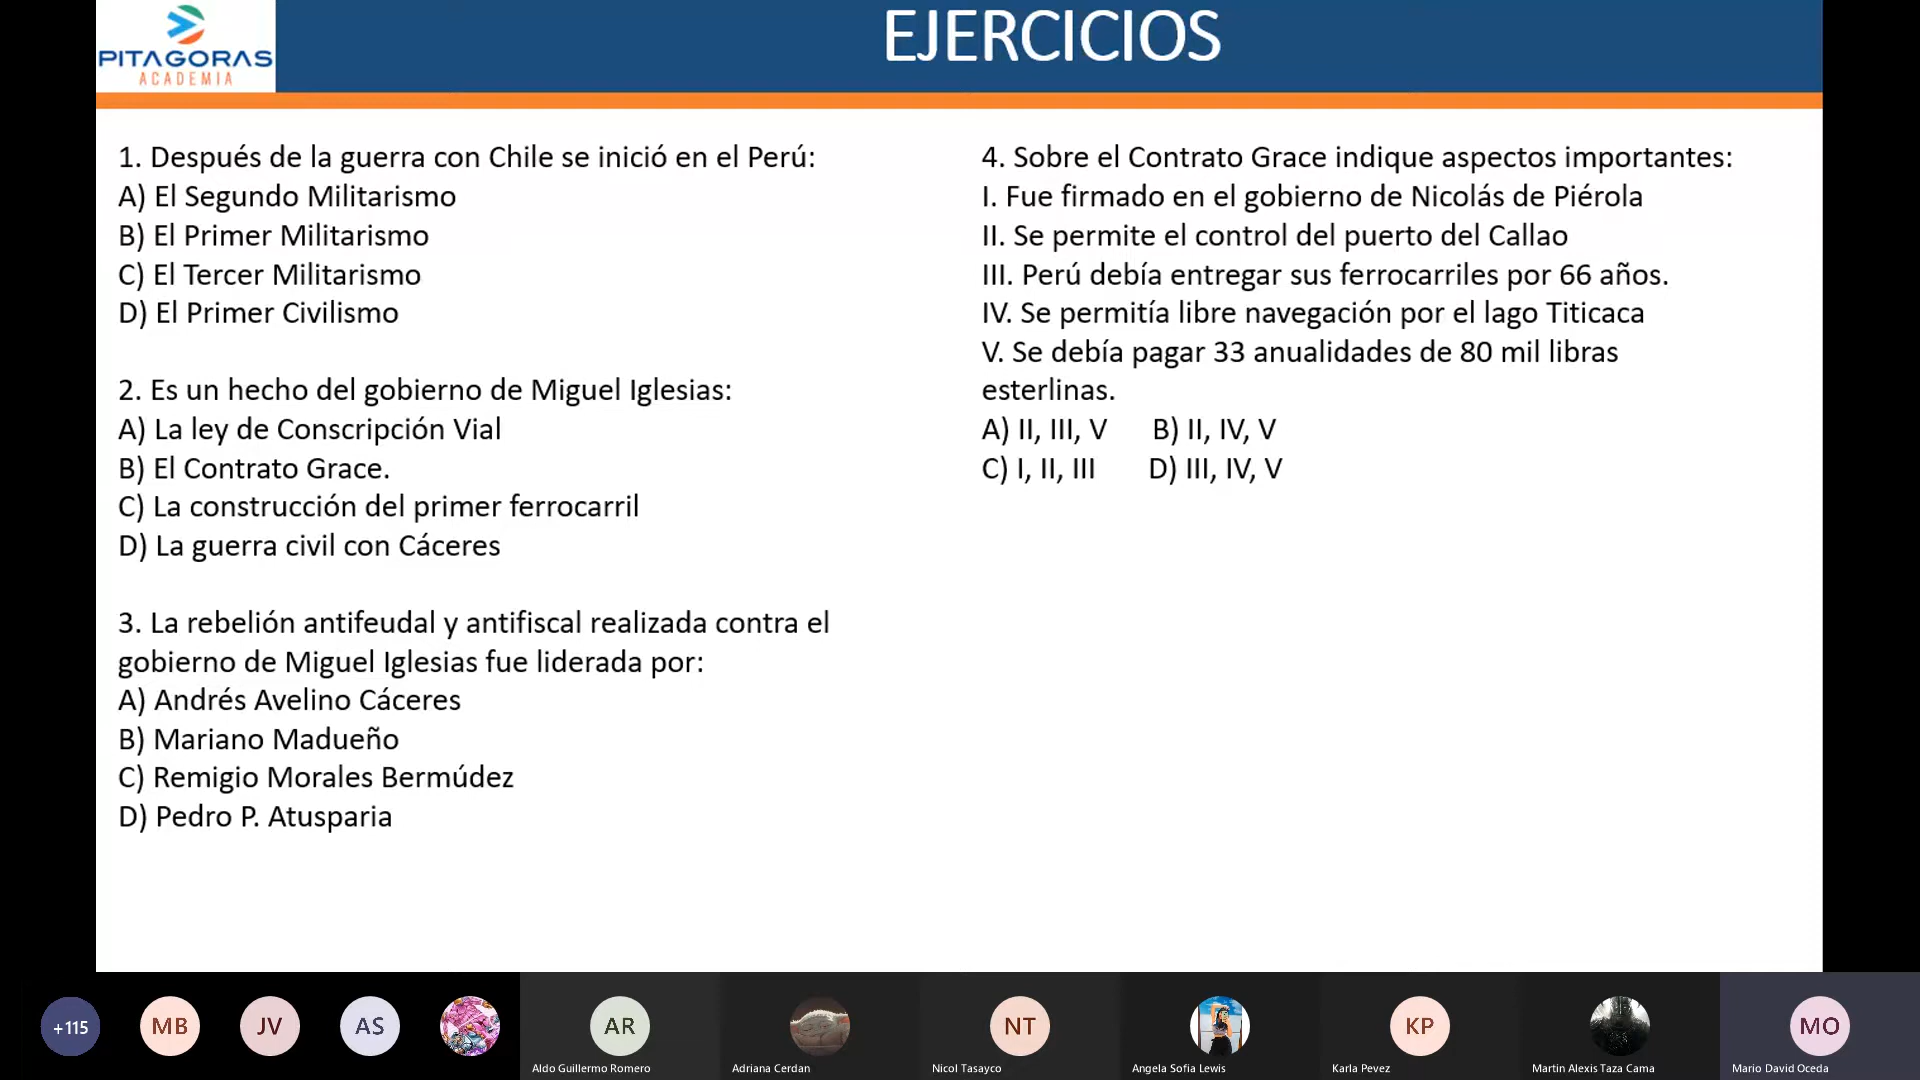 PITAGORAS
ACADEMIA
EJERCICIOS
1. Después de la guerra con Chile se inició en el Perú:
A) El Segundo Militarismo
B) El Primer Militarismo
C) El Tercer Militarismo
D) El Primer Civilismo
2. Es un hecho del gobierno de Miguel Iglesias:
A) La ley de Conscripción Vial
B) El Contrato Grace.
C) La construcción del primer ferrocarril
D) La guerra civil con Cáceres
3. La rebelión antifeudal y antifiscal realizada contra el
gobierno de Miguel Iglesias fue liderada por:
A) Andrés Avelino Cáceres
B) Mariano Madueño
C) Remigio Morales Bermúdez
D) Pedro P. Atusparia
4. Sobre el Contrato Grace indique aspectos importantes:
I. Fue firmado en el gobierno de Nicolás de Piérola
II. Se permite el control del puerto del Callao
III. Perú debía entregar sus ferrocarriles por 66 años.
IV. Se permitía libre navegación por el lago Titicaca
V. Se debía pagar 33 anualidades de 80 mil libras
esterlinas.
A) II, III, V B) II, IV, V
C) I, II, III D) III, IV, V
+115 MB JV AS AR NT KP MO
Aldo Guillermo Romero Adriana Cerdan Nicol Tasayco Angela Sofia Lewis Karla Pevez Martin Alexis Taza Cama Mario David Oceda